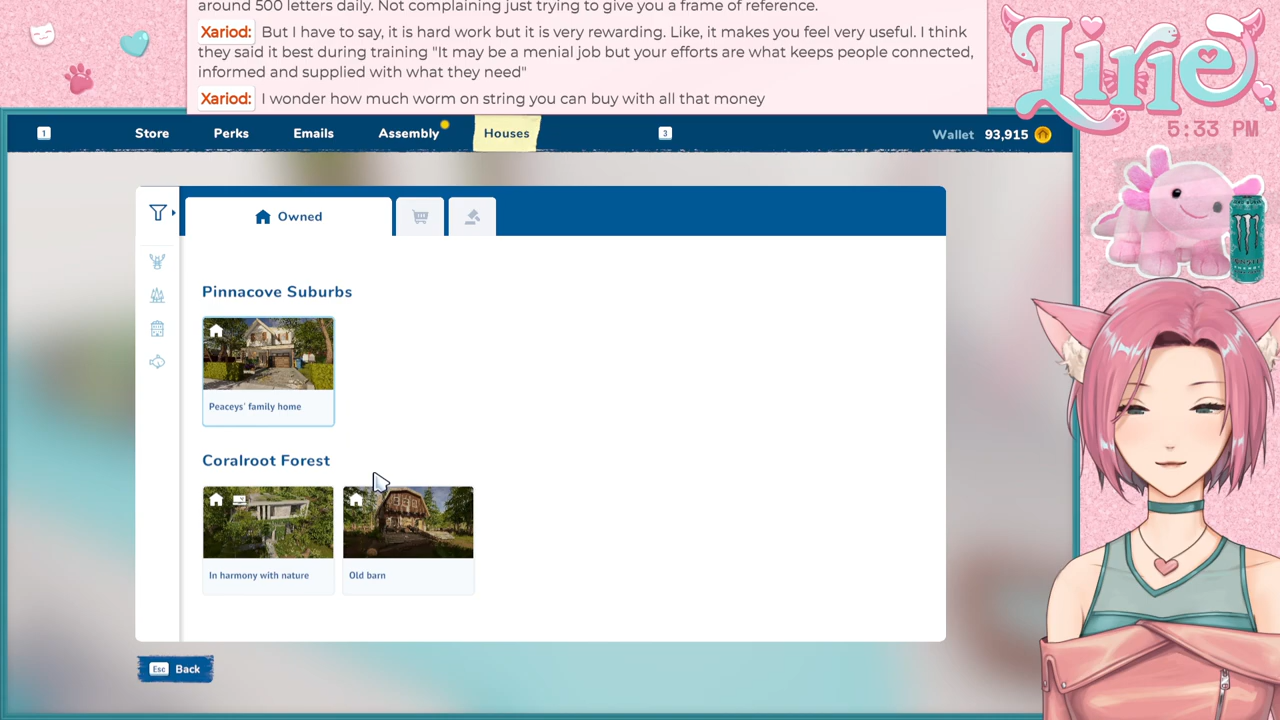 around 500 letters daily. Not complaining just trying to give you a frame of reference.
Xariod: But I have to say, it is hard work but it is very rewarding. Like, it makes you feel very useful. I think
they said it best during training "It may be a menial job but your efforts are what keeps people connected,
informed and supplied with what they need"
Xariod: I wonder how much worm on string you can buy with all that money
Lirie
5:33 PM
1 Store Perks Emails Assembly Houses 3 Wallet 93,915
Owned
Pinnacove Suburbs
Peaceys' family home
Coralroot Forest
In harmony with nature
Old barn
Esc Back